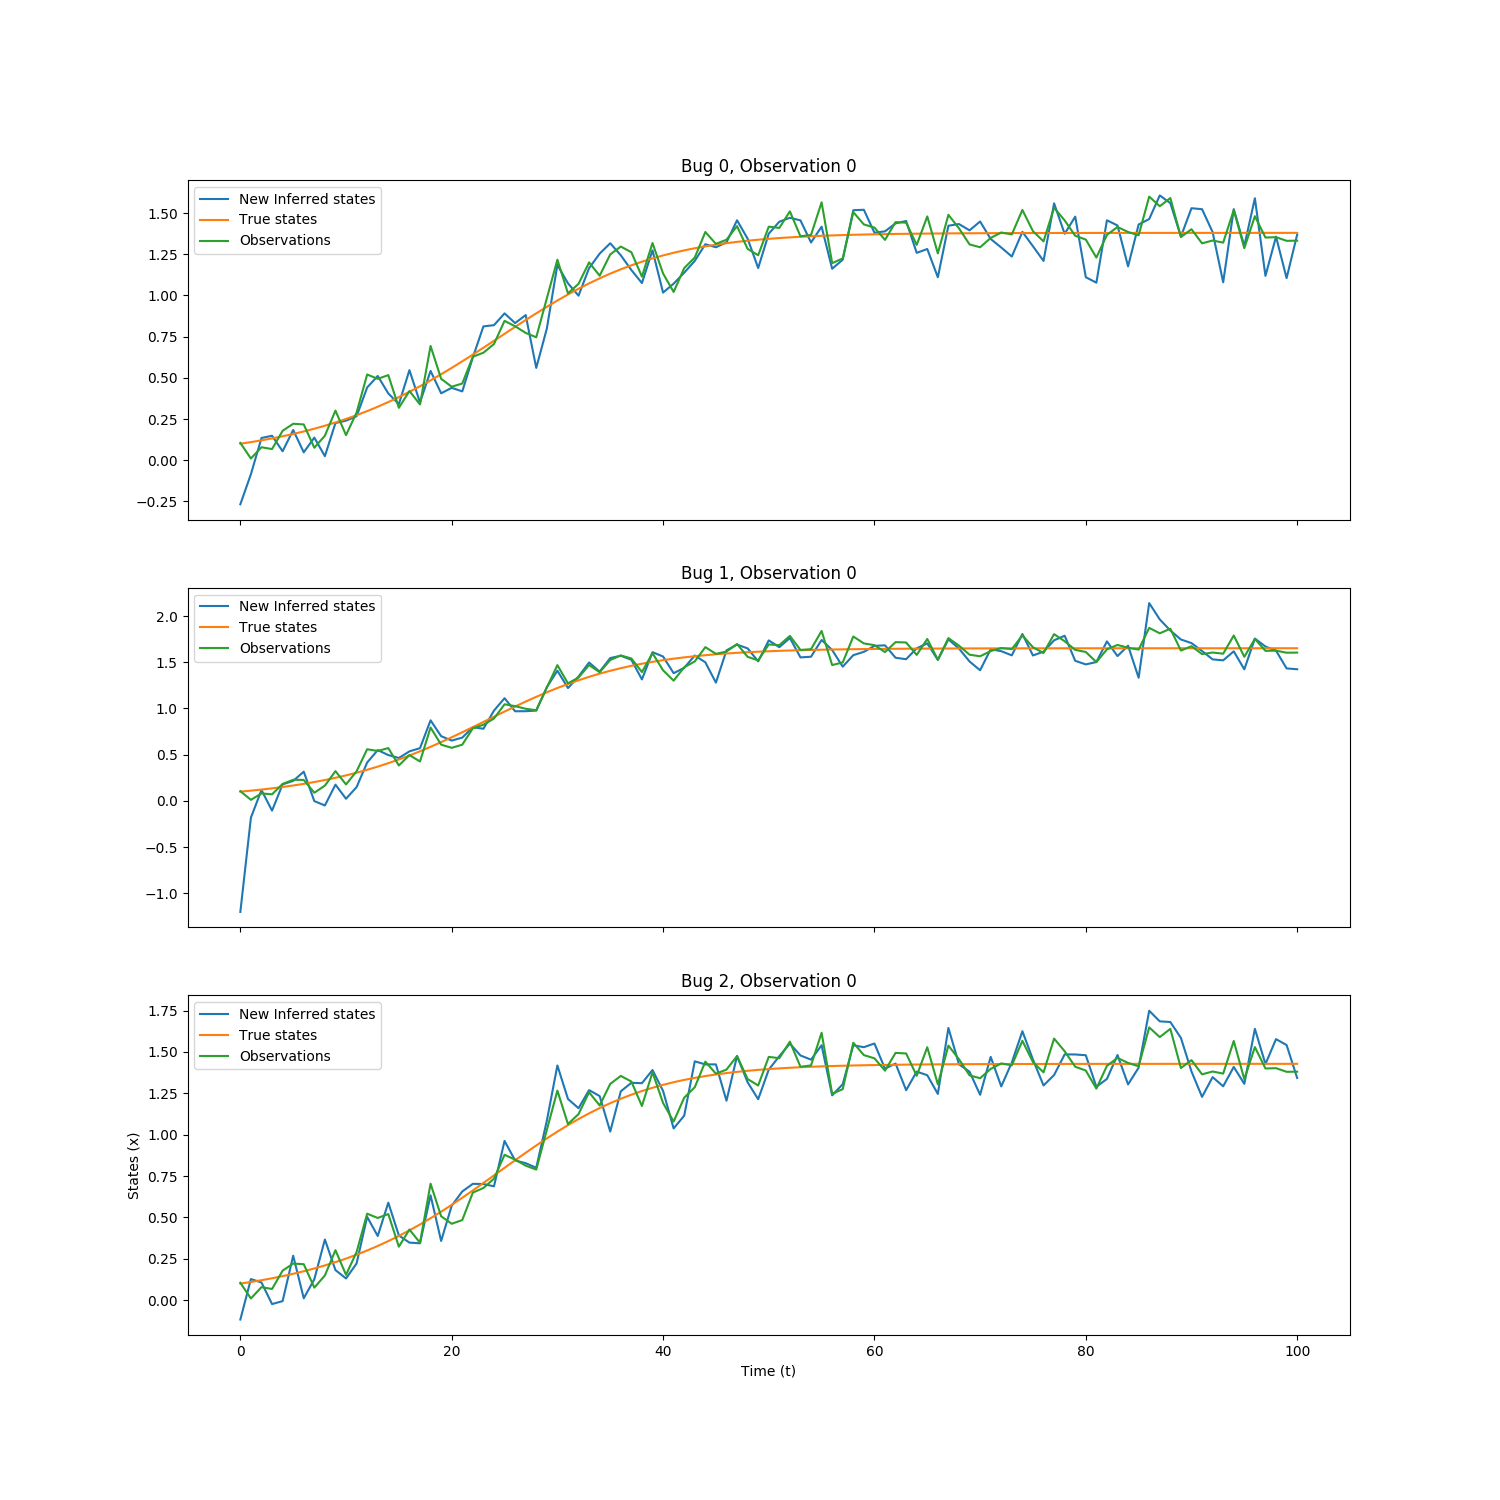 Bug 0, Observation 0
New Inferred states
True states
Observations
1.50
1.25
1.00
0.75
0.50
0.25
0.00
−0.25
Bug 1, Observation 0
New Inferred states
True states
Observations
2.0
1.5
1.0
0.5
0.0
−0.5
−1.0
Bug 2, Observation 0
New Inferred states
True states
Observations
1.75
1.50
1.25
1.00
0.75
0.50
0.25
0.00
States (x)
0 20 40 60 80 100
Time (t)